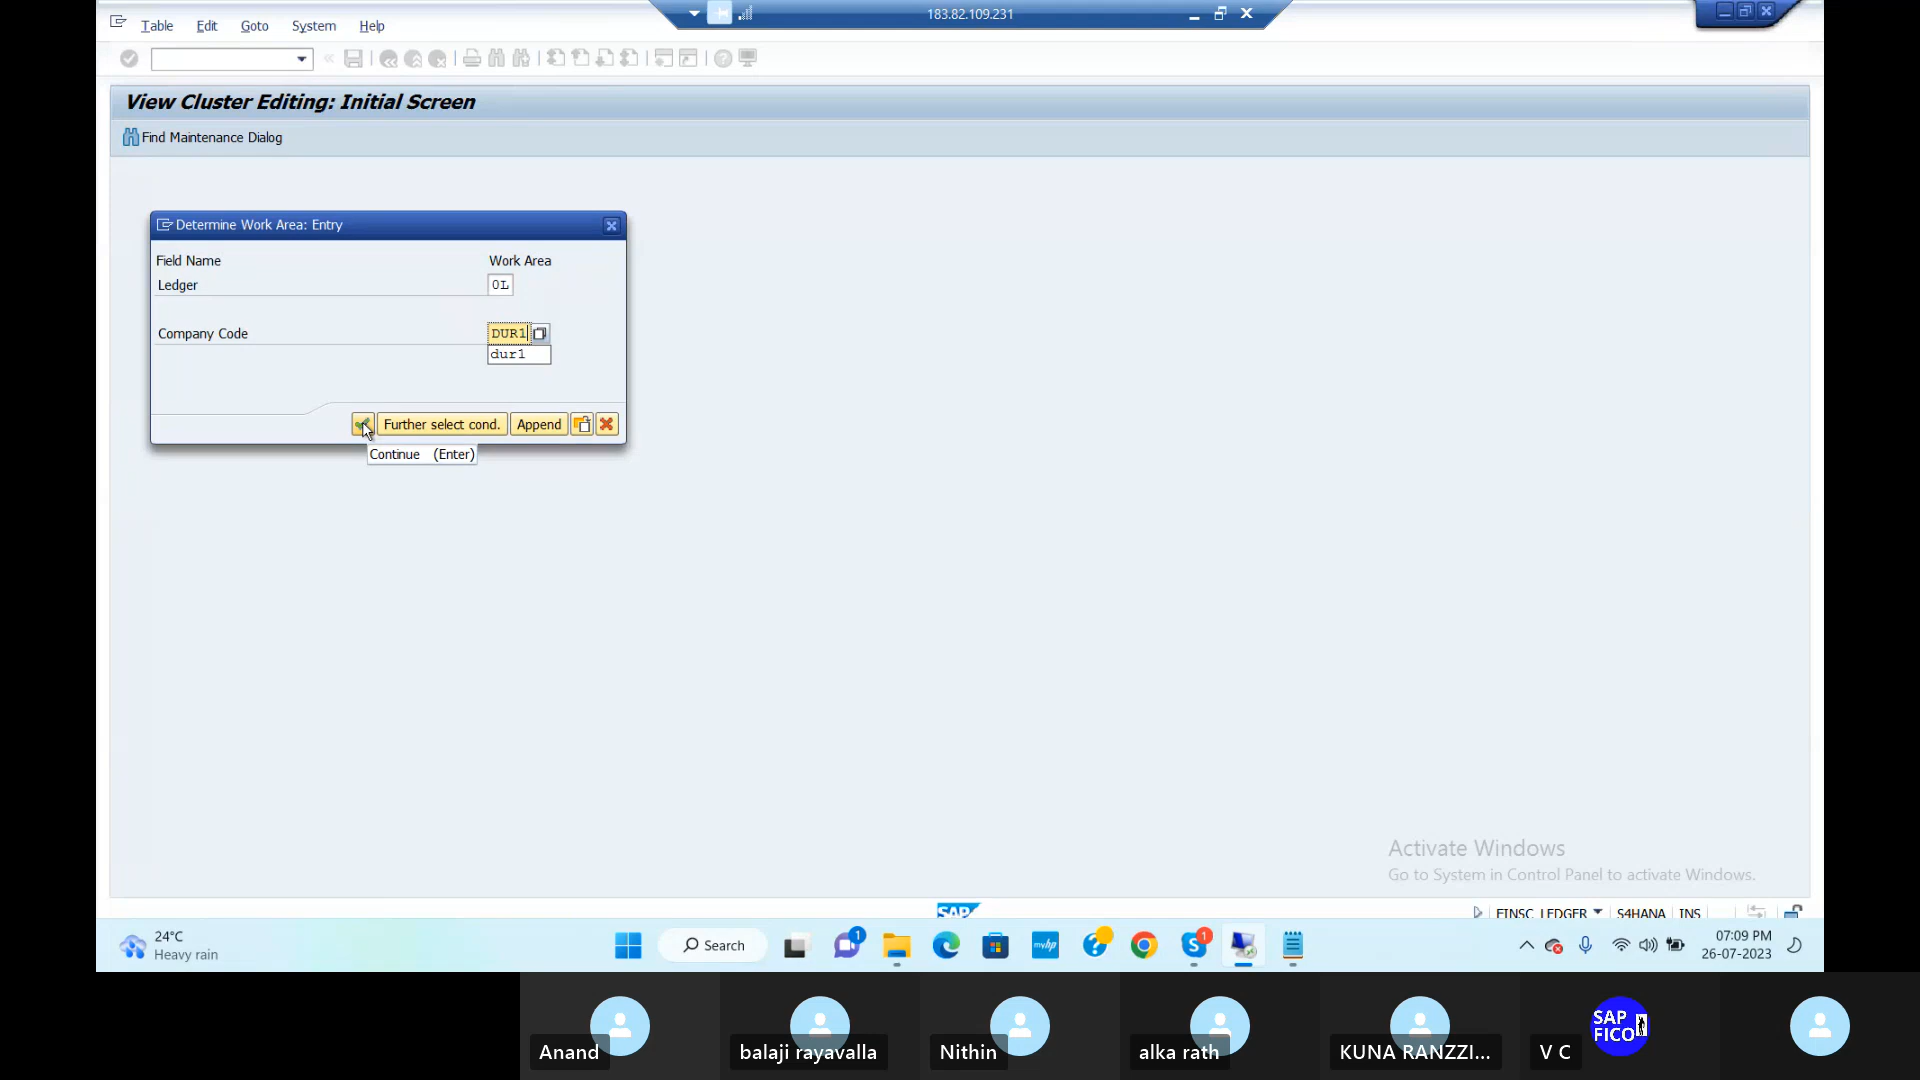 183.82.109.231
Table Edit Goto System Help
View Cluster Editing: Initial Screen
Find Maintenance Dialog
Determine Work Area: Entry
Field Name Work Area
Ledger 0L
Company Code DUR1
dur1
Further select cond. Append
Continue (Enter)
Activate Windows
Go to System in Control Panel to activate Windows.
SAP
FINSC_LEDGER S4HANA INS
24°C
Heavy rain
Search
1
myhp
1
07:09 PM
26-07-2023
SAP
FICO
Anand balaji rayavalla Nithin alka rath KUNA RANZZI... V C